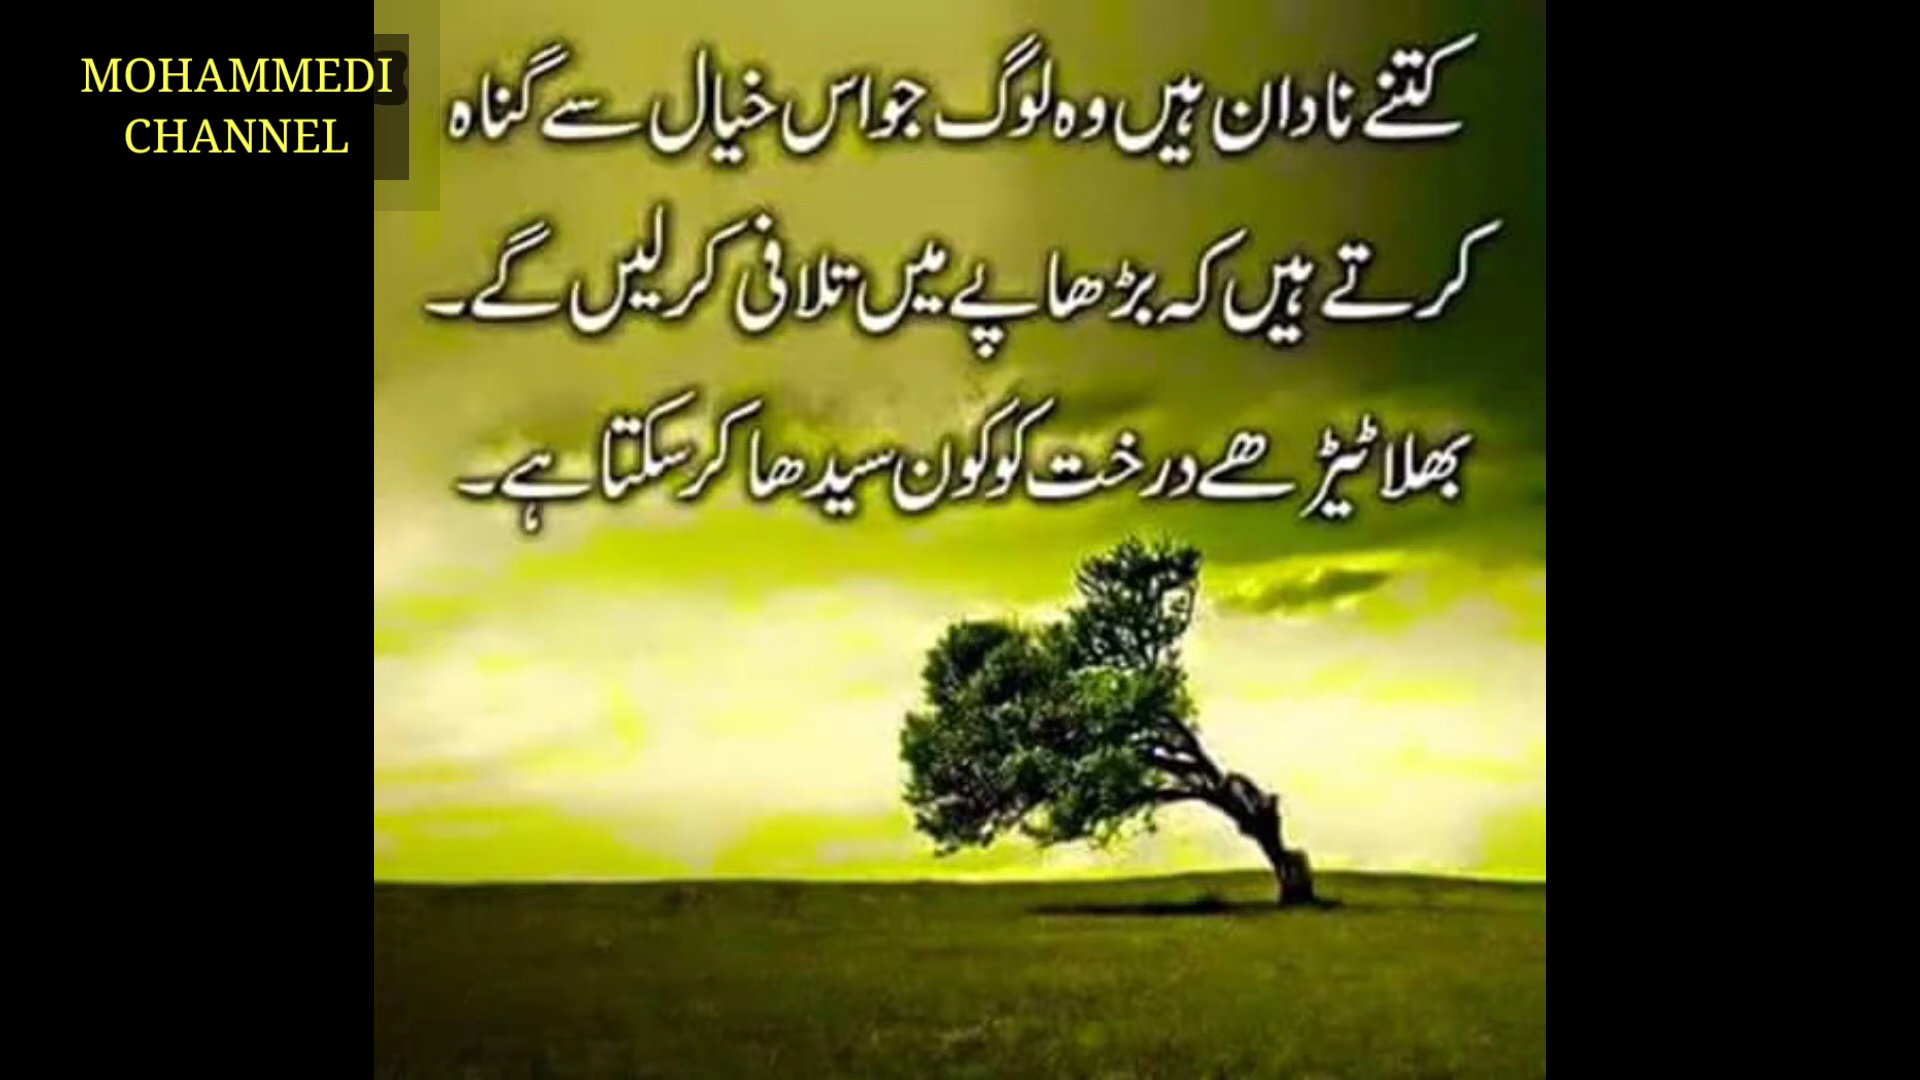 MOHAMMEDI
CHANNEL
کتنے نادان ہیں وہ لوگ جو اس خیال سے گناہ
کرتے ہیں کہ بڑھاپے میں تلافی کر لیں گے۔
بھلا ٹیڑھے درخت کو کون سیدھا کر سکتا ہے۔